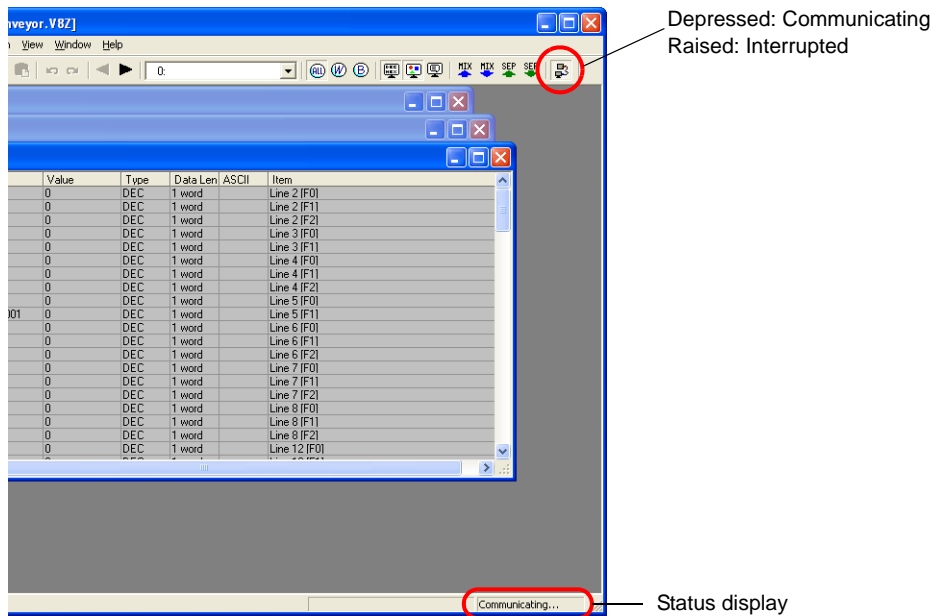 nveyor.V8Z]
View Window Help
0:
ALL W B
MIX MIX SEP SEP
Depressed: Communicating
Raised: Interrupted
Value Type Data Len ASCII Item
0 DEC 1 word Line 2 [F0]
0 DEC 1 word Line 2 [F1]
0 DEC 1 word Line 2 [F2]
0 DEC 1 word Line 3 [F0]
0 DEC 1 word Line 3 [F1]
0 DEC 1 word Line 4 [F0]
0 DEC 1 word Line 4 [F1]
0 DEC 1 word Line 4 [F2]
0 DEC 1 word Line 5 [F0]
001 0 DEC 1 word Line 5 [F1]
0 DEC 1 word Line 6 [F0]
0 DEC 1 word Line 6 [F1]
0 DEC 1 word Line 6 [F2]
0 DEC 1 word Line 7 [F0]
0 DEC 1 word Line 7 [F1]
0 DEC 1 word Line 7 [F2]
0 DEC 1 word Line 8 [F0]
0 DEC 1 word Line 8 [F1]
0 DEC 1 word Line 8 [F2]
0 DEC 1 word Line 12 [F0]
Communicating...
Status display